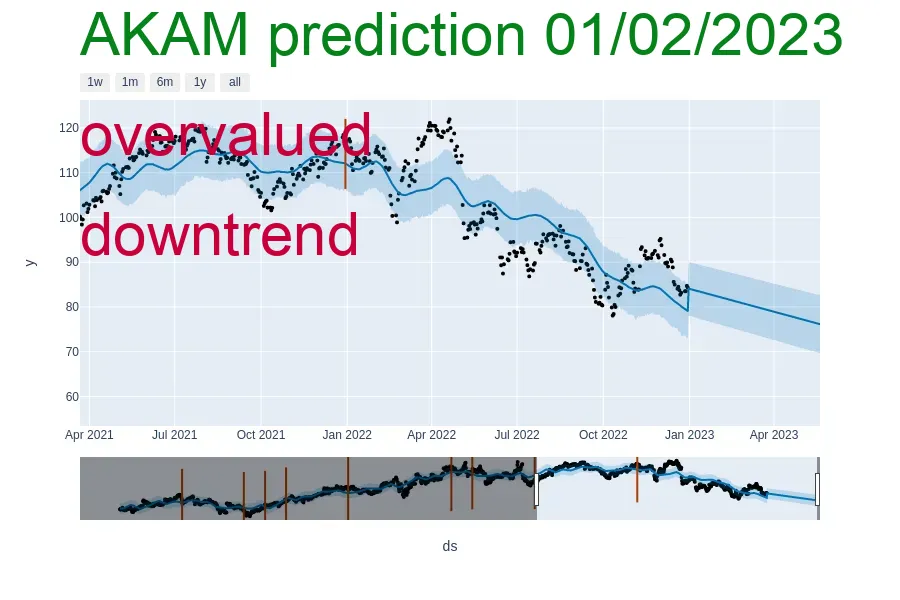 AKAM prediction 01/02/2023
1w 1m 6m 1y all
120
overvalued
110
100
downtrend
90
y
80
70
60
Apr 2021 Jul 2021 Oct 2021 Jan 2022 Apr 2022 Jul 2022 Oct 2022 Jan 2023 Apr 2023
ds